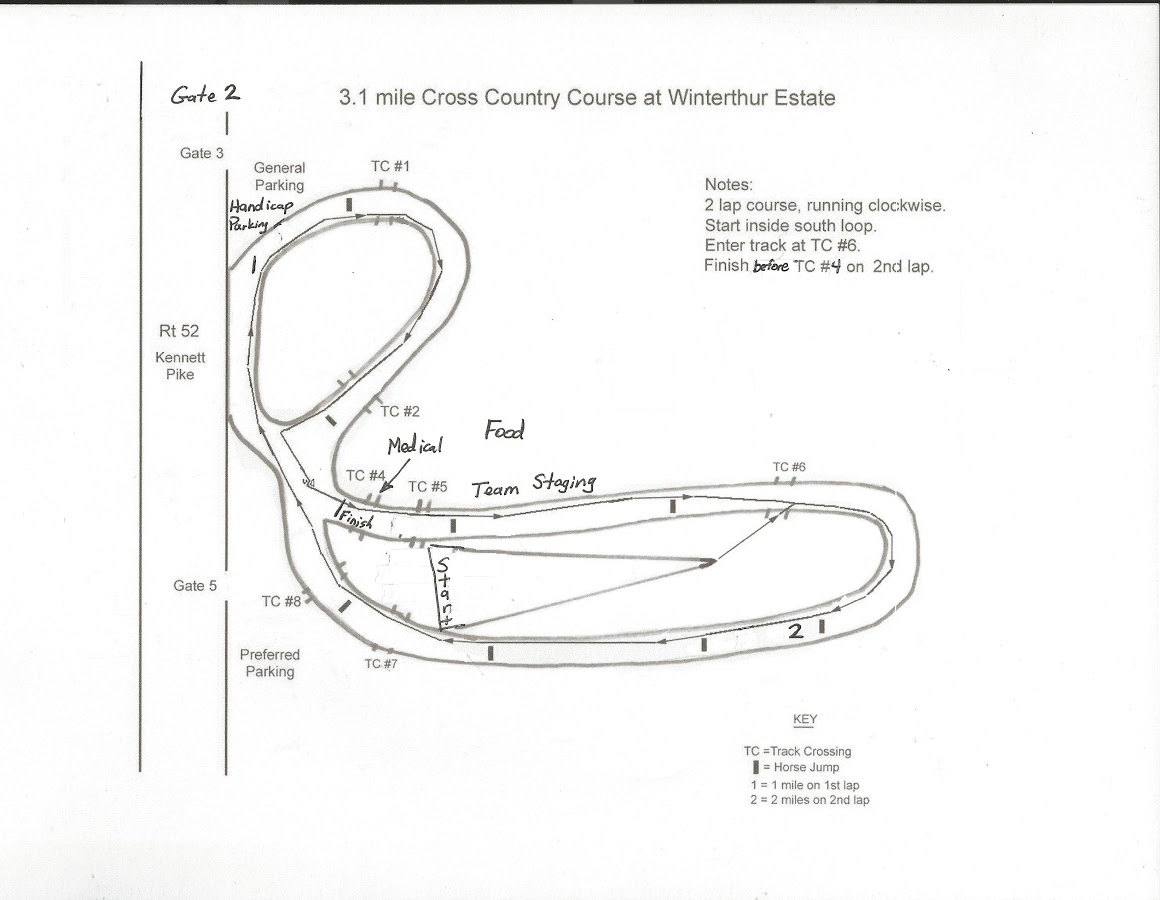 Gate 2
3.1 mile Cross Country Course at Winterthur Estate
Gate 3
General
Parking
TC #1
Handicap
Parking
Notes:
2 lap course, running clockwise.
Start inside south loop.
Enter track at TC #6.
Finish before TC #4 on 2nd lap.
1
Rt 52
Kennett
Pike
TC #2
Food
Medical
TC #4
TC #5
Team Staging
TC #6
Finish
Start
Gate 5
TC #8
2
Preferred
Parking
TC #7
KEY
TC =Track Crossing
= Horse Jump
1 = 1 mile on 1st lap
2 = 2 miles on 2nd lap